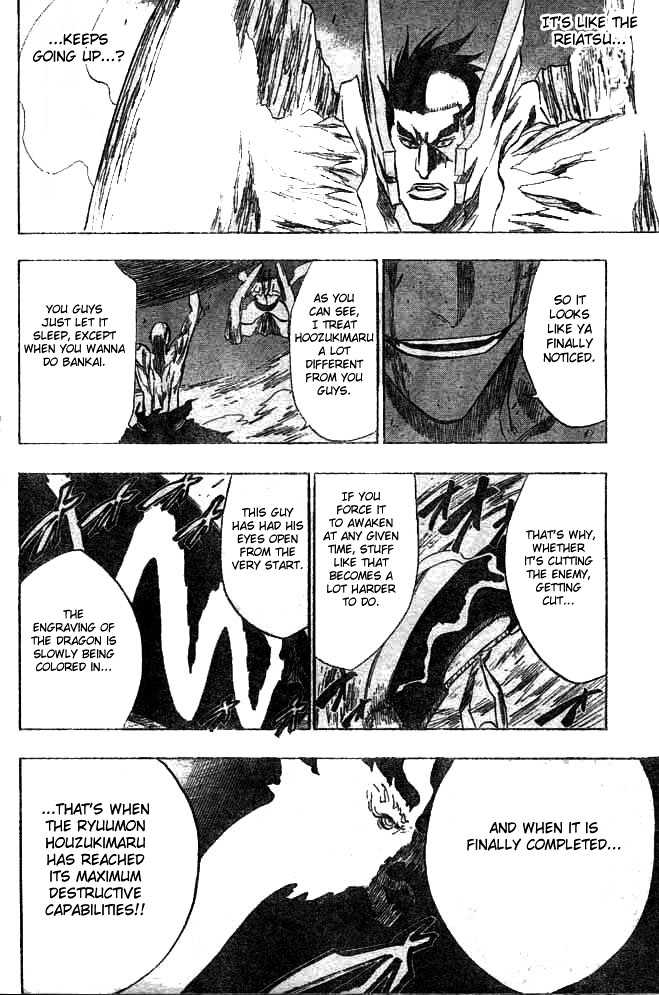 IT'S LIKE THE
REIATSU...
...KEEPS
GOING UP...?
SO IT
LOOKS
LIKE YA
FINALLY
NOTICED.
AS YOU
CAN SEE,
I TREAT
HOOZUKIMARU
A LOT
DIFFERENT
FROM YOU
GUYS.
YOU GUYS
JUST LET IT
SLEEP, EXCEPT
WHEN YOU WANNA
DO BANKAI.
THAT'S WHY,
WHETHER
IT'S CUTTING
THE ENEMY,
GETTING
CUT...
IF YOU
FORCE IT
TO AWAKEN
AT ANY GIVEN
TIME, STUFF
LIKE THAT
BECOMES A
LOT HARDER
TO DO.
THIS GUY
HAS HAD HIS
EYES OPEN
FROM THE
VERY START.
THE
ENGRAVING OF
THE DRAGON IS
SLOWLY BEING
COLORED IN...
AND WHEN IT IS
FINALLY COMPLETED...
...THAT'S WHEN
THE RYUUMON
HOUZUKIMARU
HAS REACHED
ITS MAXIMUM
DESTRUCTIVE
CAPABILITIES!!